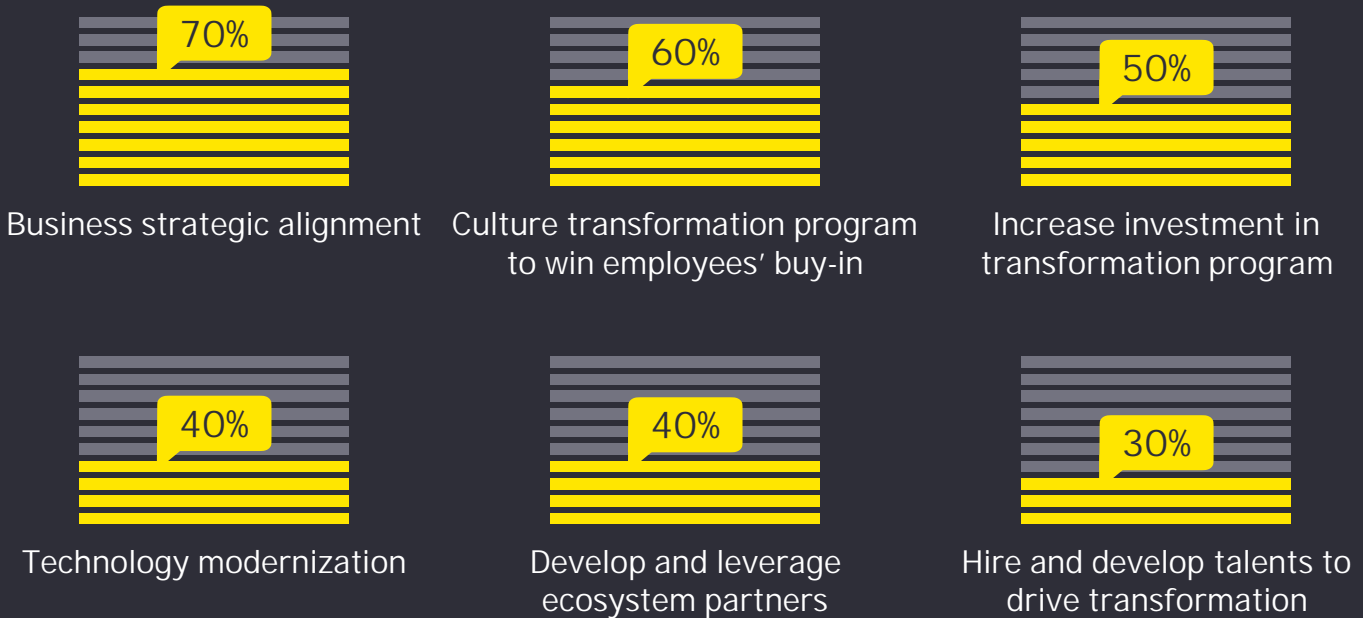 70%
60%
50%
Business strategic alignment
Culture transformation program
to win employees’ buy-in
Increase investment in
transformation program
40%
40%
30%
Technology modernization
Develop and leverage
ecosystem partners
Hire and develop talents to
drive transformation